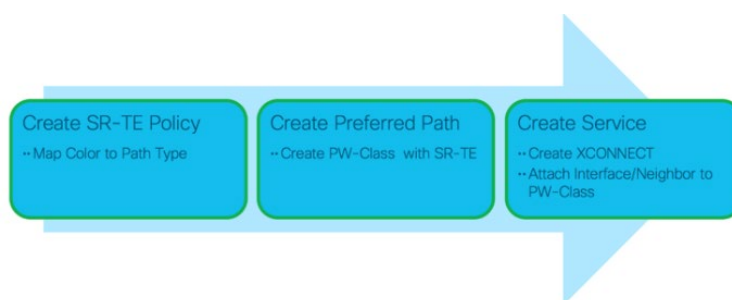 Create SR-TE Policy
•• Map Color to Path Type
Create Preferred Path
•• Create PW-Class with SR-TE
Create Service
•• Create XCONNECT
•• Attach Interface/Neighbor to
PW-Class